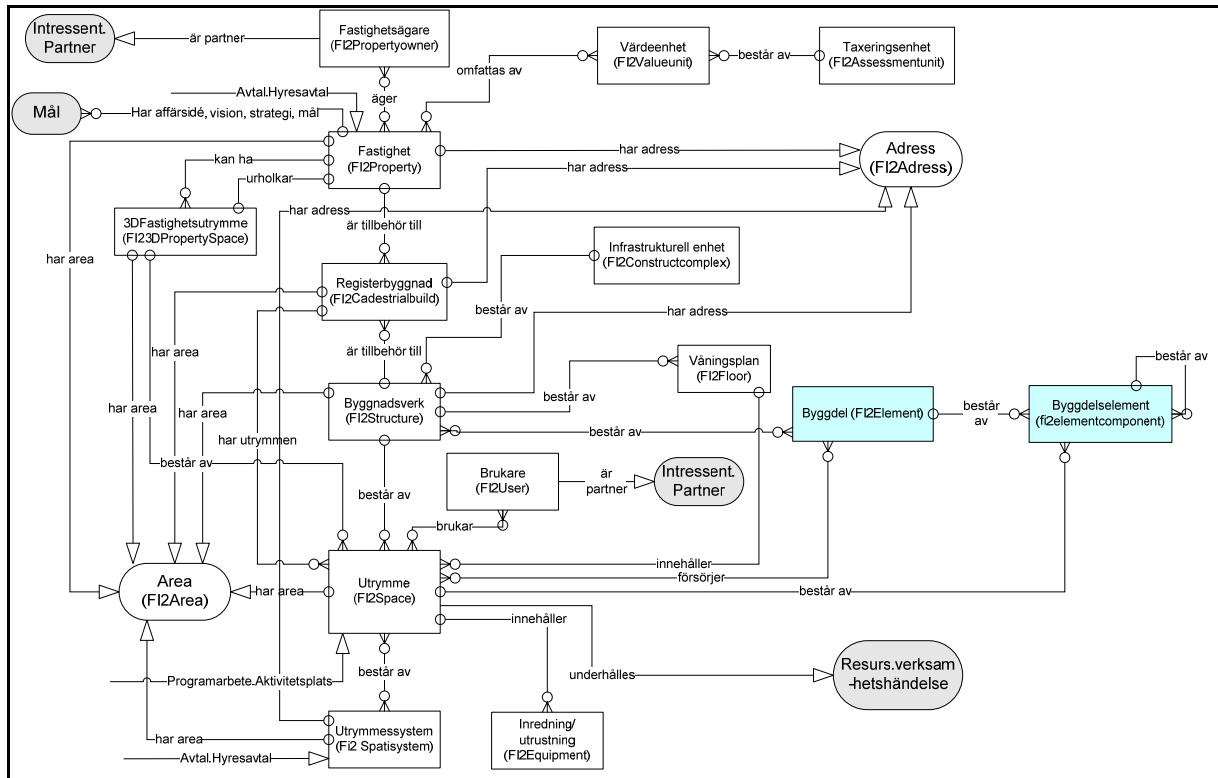 Intressent.
Partner
är partner
Fastighetsägare
(FI2Propertyowner)
Värdeenhet
(FI2Valueunit)
består av
Taxeringsenhet
(FI2Assessmentunit)
omfattas av
Avtal.Hyresavtal
äger
Mål
Har affärsidé, vision, strategi, mål
Fastighet
(FI2Property)
har adress
Adress
(FI2Adress)
kan ha
urholkar
har adress
3DFastighetsutrymme
(FI23DPropertySpace)
har adress
är tillbehör till
Infrastrukturell enhet
(FI2Constructcomplex)
har area
Registerbyggnad
(FI2Cadestrialbuild)
består av
har adress
har area
är tillbehör till
Våningsplan
(FI2Floor)
består av
har area
har area
Byggnadsverk
(FI2Structure)
består av
Byggdel (FI2Element)
består
av
Byggdelselement
(fi2elementcomponent)
har utrymmen
består av
består av
består av
Brukare
(FI2User)
är
partner
Intressent.
Partner
brukar
Area
(FI2Area)
har area
Utrymme
(FI2Space)
innehåller
försörjer
består av
innehåller
Programarbete.Aktivitetsplats
består av
underhålles
Resurs.verksam
-hetshändelse
har area
Utrymmessystem
(Fi2 Spatisystem)
Inredning/
utrustning
(FI2Equipment)
Avtal.Hyresavtal